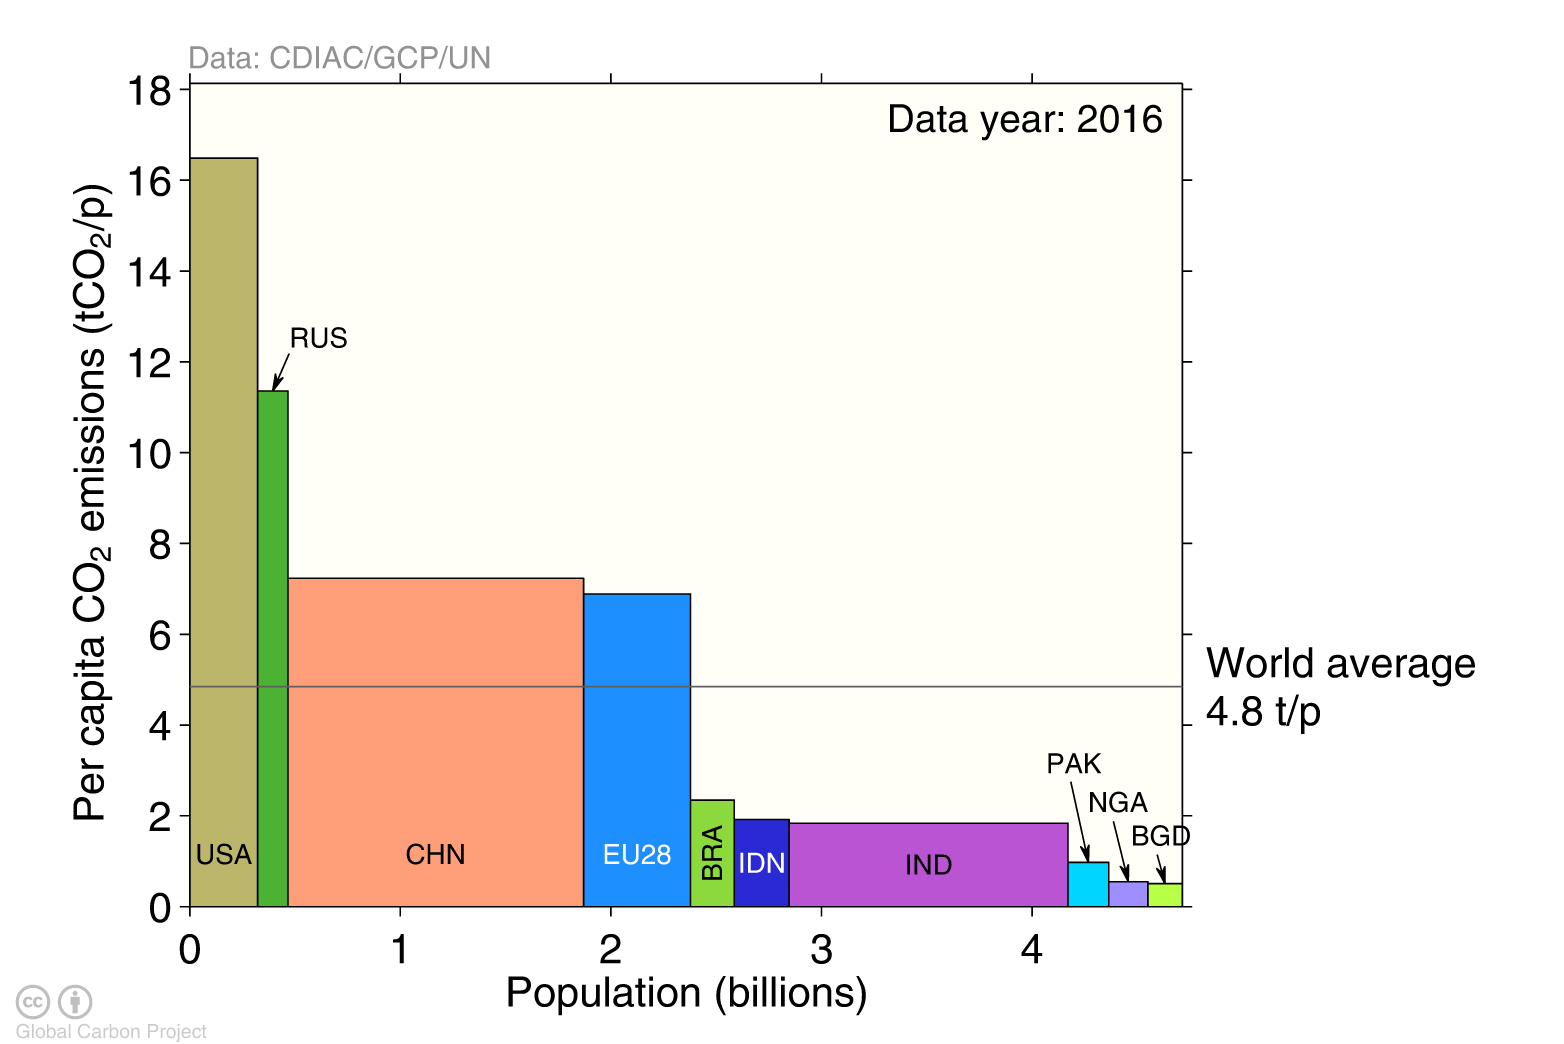 Data: CDIAC/GCP/UN
Data year: 2016
18
16
14
12
10
8
6
4
2
0
Per capita CO₂ emissions (tCO₂/p)
RUS
World average
4.8 t/p
PAK
NGA
BGD
USA
CHN
EU28
BRA
IDN
IND
0 1 2 3 4
Population (billions)
cc
Global Carbon Project